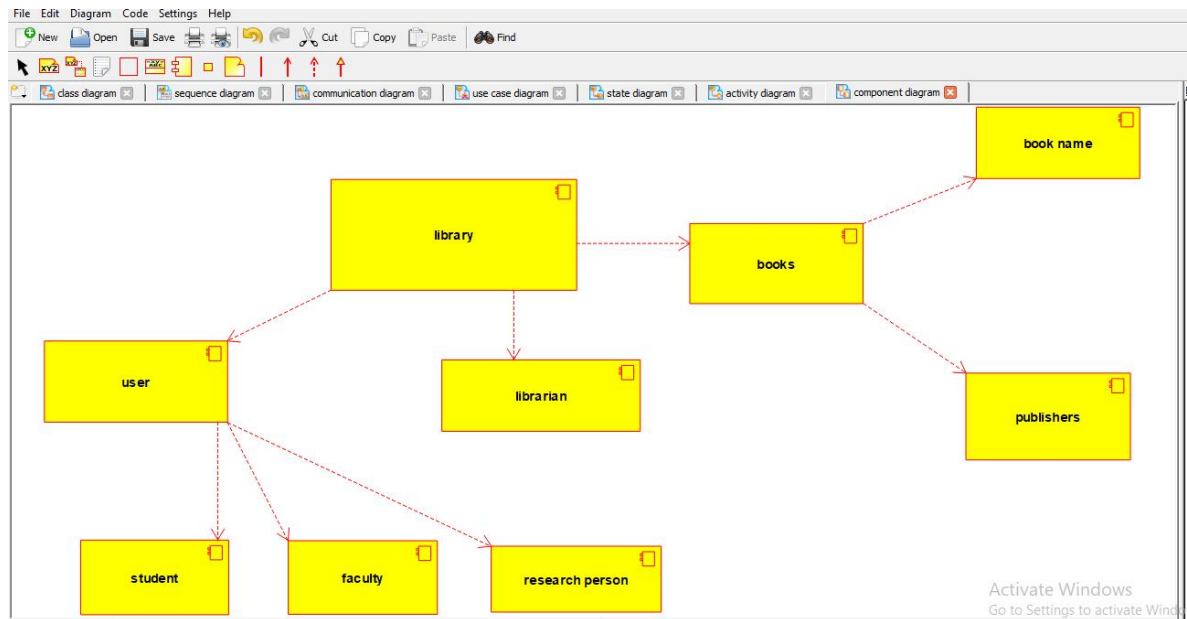 File Edit Diagram Code Settings Help
New Open Save Cut Copy Paste Find
class diagram sequence diagram communication diagram use case diagram state diagram activity diagram component diagram
book name
library
books
user
librarian
publishers
student
faculty
research person
Activate Windows
Go to Settings to activate